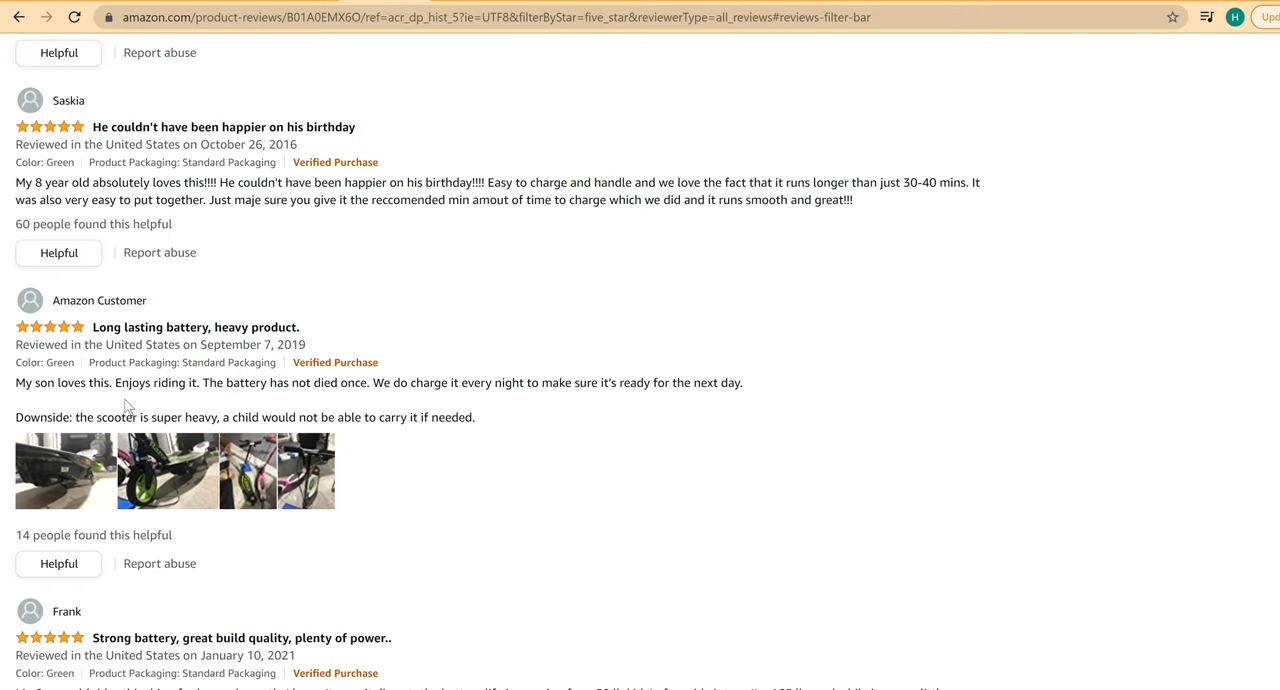 amazon.com/product-reviews/B01A0EMX6O/ref=acr_dp_hist_5?ie=UTF8&filterByStar=five_star&reviewerType=all_reviews#reviews-filter-bar
H
Upd
Helpful
Report abuse
Saskia
He couldn't have been happier on his birthday
Reviewed in the United States on October 26, 2016
Color: Green
Product Packaging: Standard Packaging
Verified Purchase
My 8 year old absolutely loves this!!!! He couldn't have been happier on his birthday!!!! Easy to charge and handle and we love the fact that it runs longer than just 30-40 mins. It
was also very easy to put together. Just maje sure you give it the reccomended min amout of time to charge which we did and it runs smooth and great!!!
60 people found this helpful
Helpful
Report abuse
Amazon Customer
Long lasting battery, heavy product.
Reviewed in the United States on September 7, 2019
Color: Green
Product Packaging: Standard Packaging
Verified Purchase
My son loves this. Enjoys riding it. The battery has not died once. We do charge it every night to make sure it's ready for the next day.
Downside: the scooter is super heavy, a child would not be able to carry it if needed.
14 people found this helpful
Helpful
Report abuse
Frank
Strong battery, great build quality, plenty of power..
Reviewed in the United States on January 10, 2021
Color: Green
Product Packaging: Standard Packaging
Verified Purchase